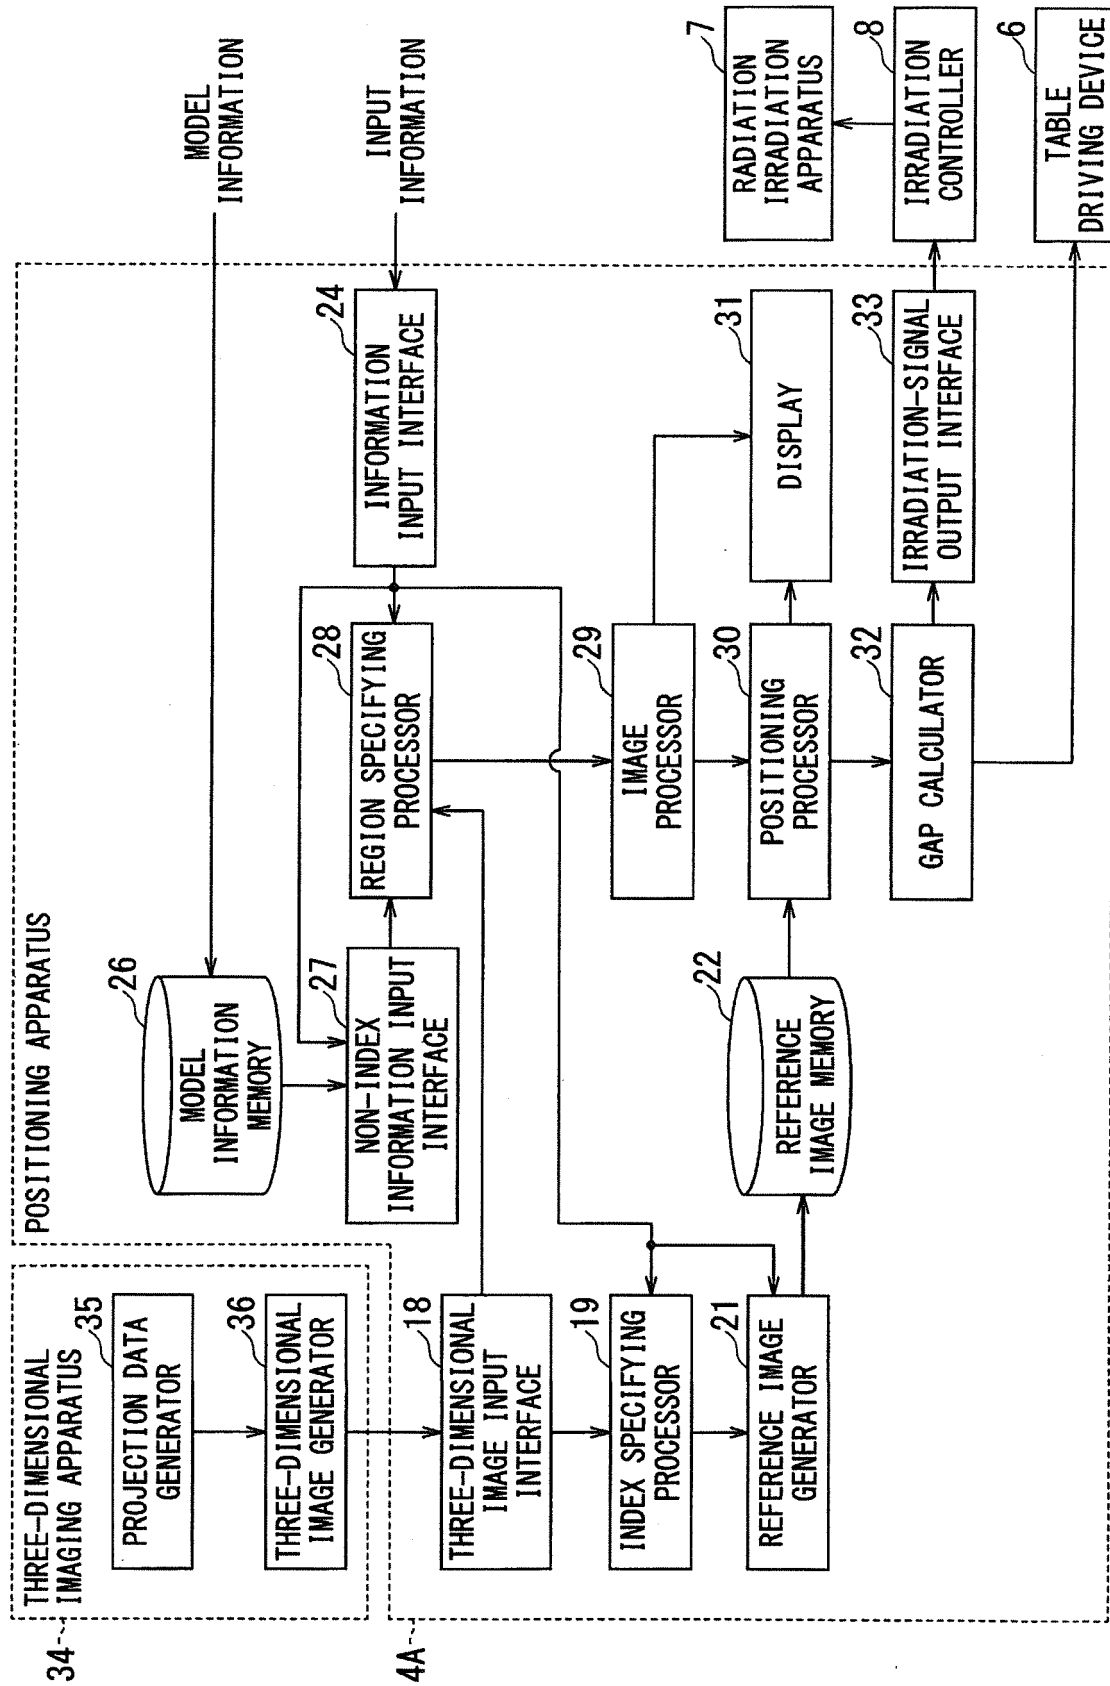 THREE-DIMENSIONAL
IMAGING APPARATUS
34
35
PROJECTION DATA
GENERATOR
36
THREE-DIMENSIONAL
IMAGE GENERATOR
4A
POSITIONING APPARATUS
MODEL
INFORMATION
INPUT
INFORMATION
26
MODEL
INFORMATION
MEMORY
27
NON-INDEX
INFORMATION INPUT
INTERFACE
28
REGION SPECIFYING
PROCESSOR
24
INFORMATION
INPUT INTERFACE
18
THREE-DIMENSIONAL
IMAGE INPUT
INTERFACE
19
INDEX SPECIFYING
PROCESSOR
21
REFERENCE IMAGE
GENERATOR
22
REFERENCE
IMAGE MEMORY
29
IMAGE
PROCESSOR
30
POSITIONING
PROCESSOR
31
DISPLAY
32
GAP CALCULATOR
33
IRRADIATION-SIGNAL
OUTPUT INTERFACE
7
RADIATION
IRRADIATION
APPARATUS
8
IRRADIATION
CONTROLLER
6
TABLE
DRIVING DEVICE